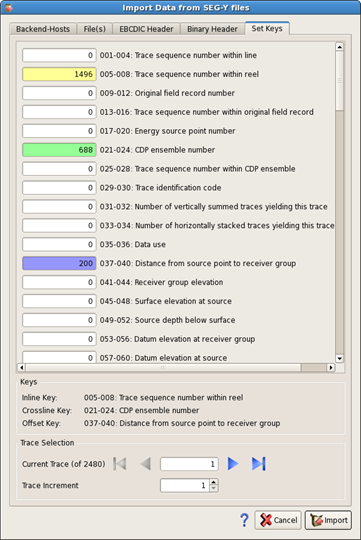 Import Data from SEG-Y files
Backend-Hosts File(s) EBCDIC Header Binary Header Set Keys
0 001-004: Trace sequence number within line
1496 005-008: Trace sequence number within reel
0 009-012: Original field record number
0 013-016: Trace sequence number within original field record
0 017-020: Energy source point number
688 021-024: CDP ensemble number
0 025-028: Trace sequence number within CDP ensemble
0 029-030: Trace identification code
0 031-032: Number of vertically summed traces yielding this trace
0 033-034: Number of horizontally stacked traces yielding this trace
0 035-036: Data use
200 037-040: Distance from source point to receiver group
0 041-044: Receiver group elevation
0 045-048: Surface elevation at source
0 049-052: Source depth below surface
0 053-056: Datum elevation at receiver group
0 057-060: Datum elevation at source
Keys
Inline Key: 005-008: Trace sequence number within reel
Crossline Key: 021-024: CDP ensemble number
Offset Key: 037-040: Distance from source point to receiver group
Trace Selection
Current Trace (of 2480) 1
Trace Increment 1
? Cancel Import